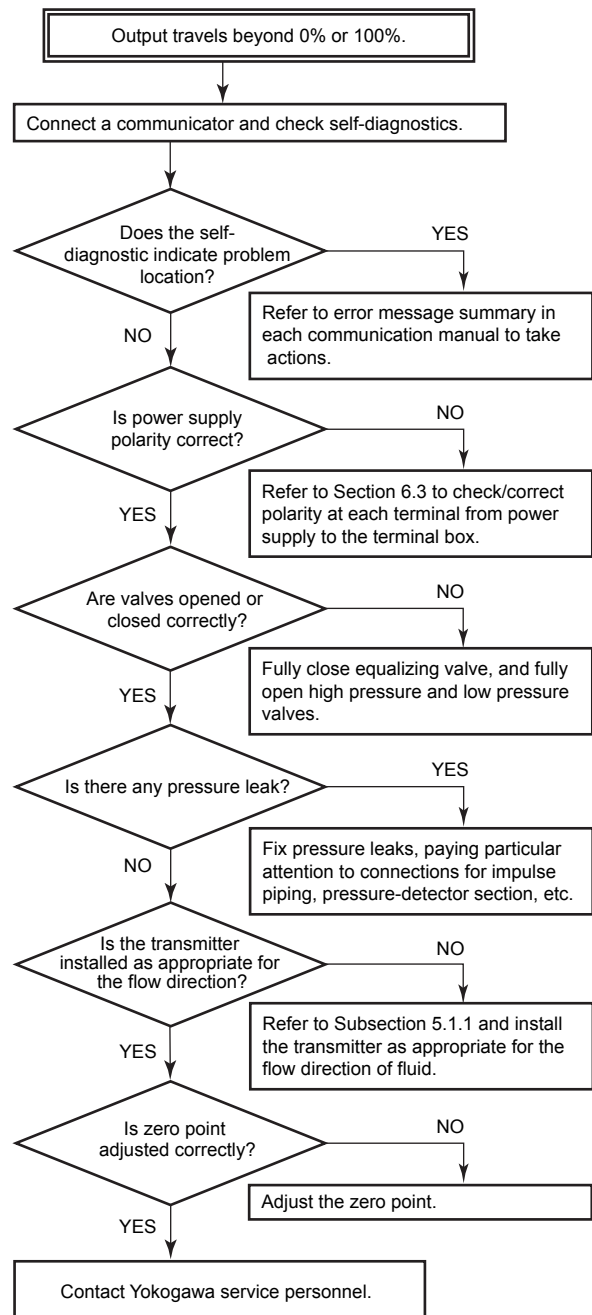 Output travels beyond 0% or 100%.
Connect a communicator and check self-diagnostics.
Does the self-
diagnostic indicate problem
location?
YES
Refer to error message summary in
each communication manual to take
actions.
NO
Is power supply
polarity correct?
NO
Refer to Section 6.3 to check/correct
polarity at each terminal from power
supply to the terminal box.
YES
Are valves opened or
closed correctly?
NO
Fully close equalizing valve, and fully
open high pressure and low pressure
valves.
YES
Is there any pressure leak?
YES
Fix pressure leaks, paying particular
attention to connections for impulse
piping, pressure-detector section, etc.
NO
Is the transmitter
installed as appropriate for
the flow direction?
NO
Refer to Subsection 5.1.1 and install
the transmitter as appropriate for the
flow direction of fluid.
YES
Is zero point
adjusted correctly?
NO
Adjust the zero point.
YES
Contact Yokogawa service personnel.